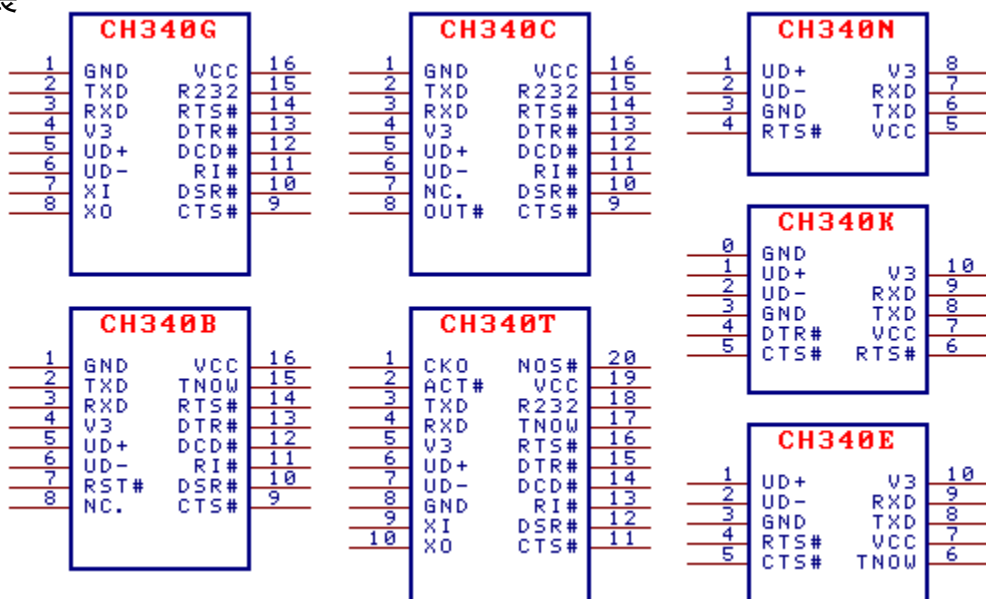 CH340G
1 GND VCC 16
2 TXD R232 15
3 RXD RTS# 14
4 V3 DTR# 13
5 UD+ DCD# 12
6 UD- RI# 11
7 XI DSR# 10
8 XO CTS# 9
CH340C
1 GND VCC 16
2 TXD R232 15
3 RXD RTS# 14
4 V3 DTR# 13
5 UD+ DCD# 12
6 UD- RI# 11
7 NC. DSR# 10
8 OUT# CTS# 9
CH340N
1 UD+ V3 8
2 UD- RXD 7
3 GND TXD 6
4 RTS# VCC 5
CH340K
0 GND
1 UD+ V3 10
2 UD- RXD 9
3 GND TXD 8
4 DTR# VCC 7
5 CTS# RTS# 6
CH340B
1 GND VCC 16
2 TXD TNOW 15
3 RXD RTS# 14
4 V3 DTR# 13
5 UD+ DCD# 12
6 UD- RI# 11
7 RST# DSR# 10
8 NC. CTS# 9
CH340T
1 CKO NOS# 20
2 ACT# VCC 19
3 TXD R232 18
4 RXD TNOW 17
5 V3 RTS# 16
6 UD+ DTR# 15
7 UD- DCD# 14
8 GND RI# 13
9 XI DSR# 12
10 XO CTS# 11
CH340E
1 UD+ V3 10
2 UD- RXD 9
3 GND TXD 8
4 RTS# VCC 7
5 CTS# TNOW 6